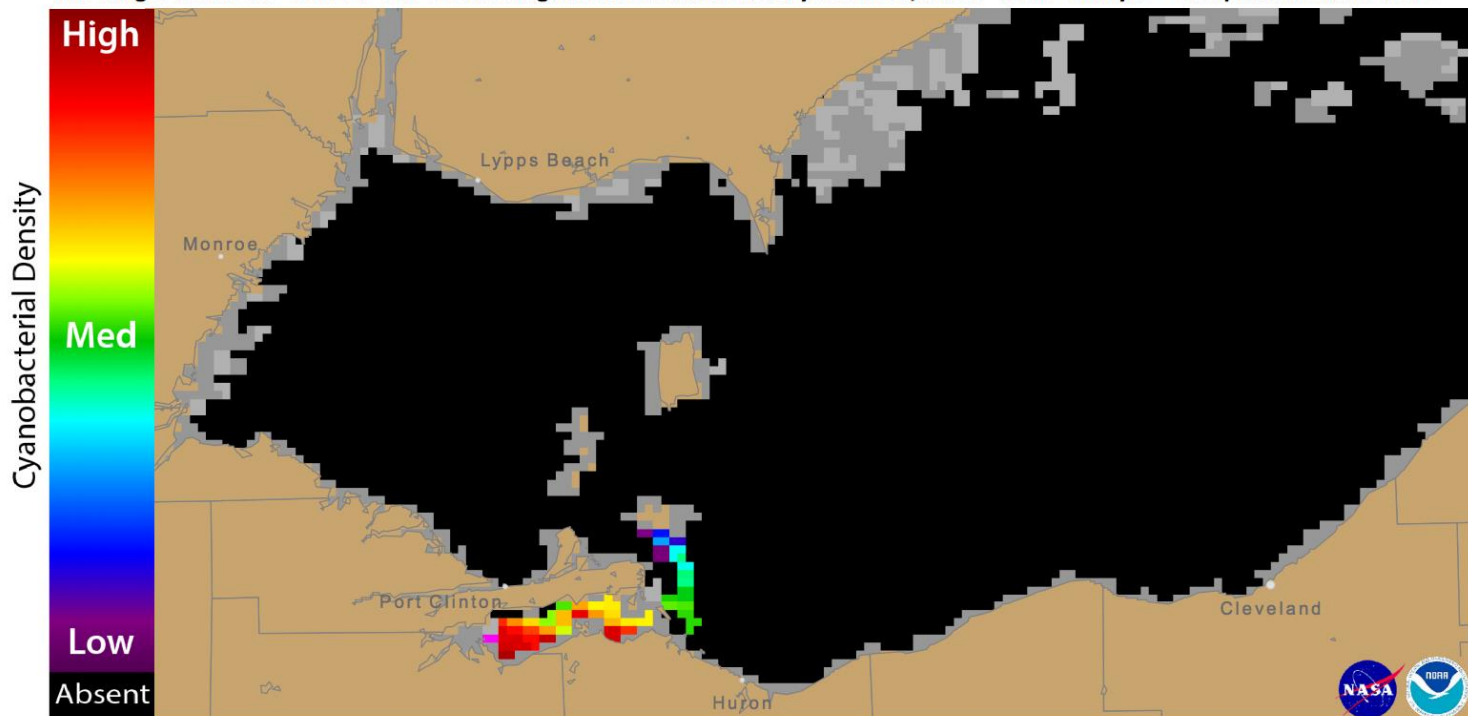 High
Cyanobacterial Density
Med
Low
Absent
Lypps Beach
Monroe
Port Clinton
Cleveland
Huron
NASA
NOAA